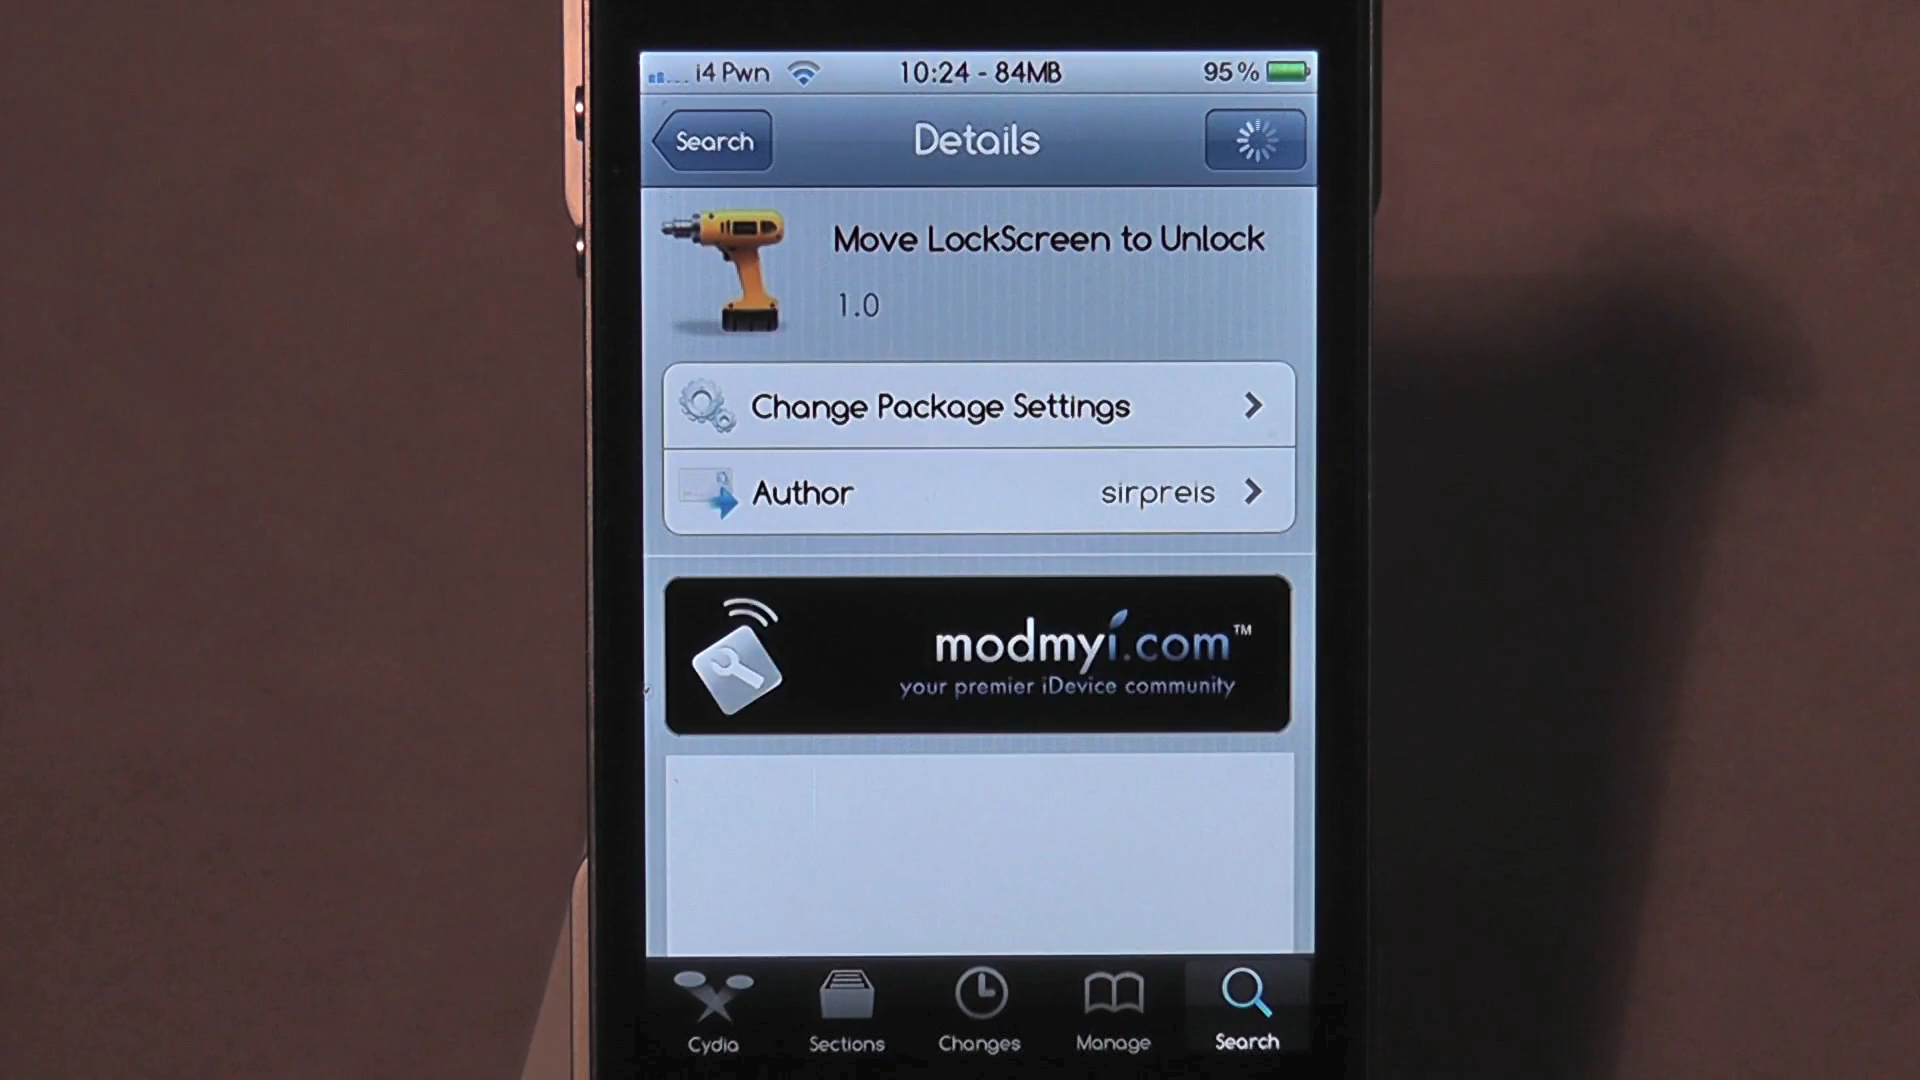 i4 Pwn 10:24 - 84MB 95%
Search Details
Move LockScreen to Unlock
1.0
Change Package Settings
Author sirpreis
modmyi.com™
your premier iDevice community
Cydia Sections Changes Manage Search